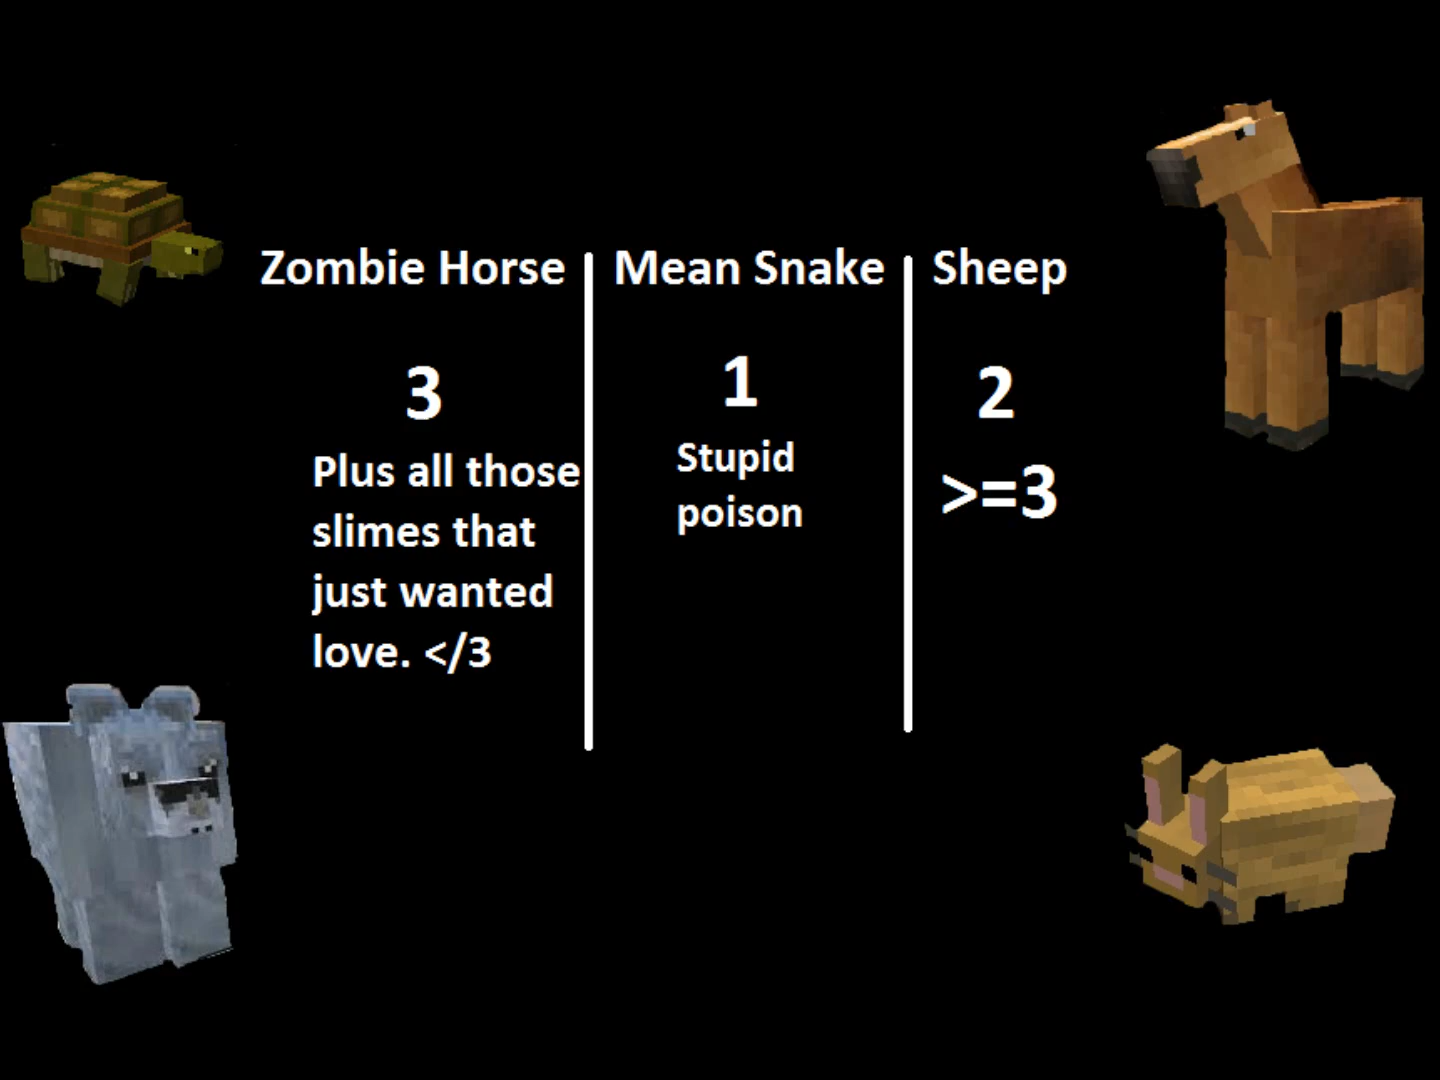 Zombie Horse
3
Plus all those
slimes that
just wanted
love. </3
Mean Snake
1
Stupid
poison
Sheep
2
>=3